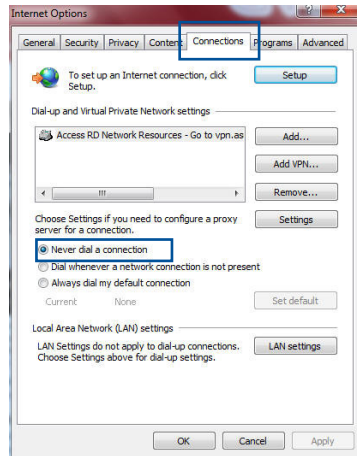 Internet Options
General Security Privacy Content Connections Programs Advanced
To set up an Internet connection, click
Setup.
Setup
Dial-up and Virtual Private Network settings
Access RD Network Resources - Go to vpn.as
Add...
Add VPN...
Remove...
Choose Settings if you need to configure a proxy
server for a connection.
Settings
Never dial a connection
Dial whenever a network connection is not present
Always dial my default connection
Current None
Set default
Local Area Network (LAN) settings
LAN Settings do not apply to dial-up connections.
Choose Settings above for dial-up settings.
LAN settings
OK Cancel Apply